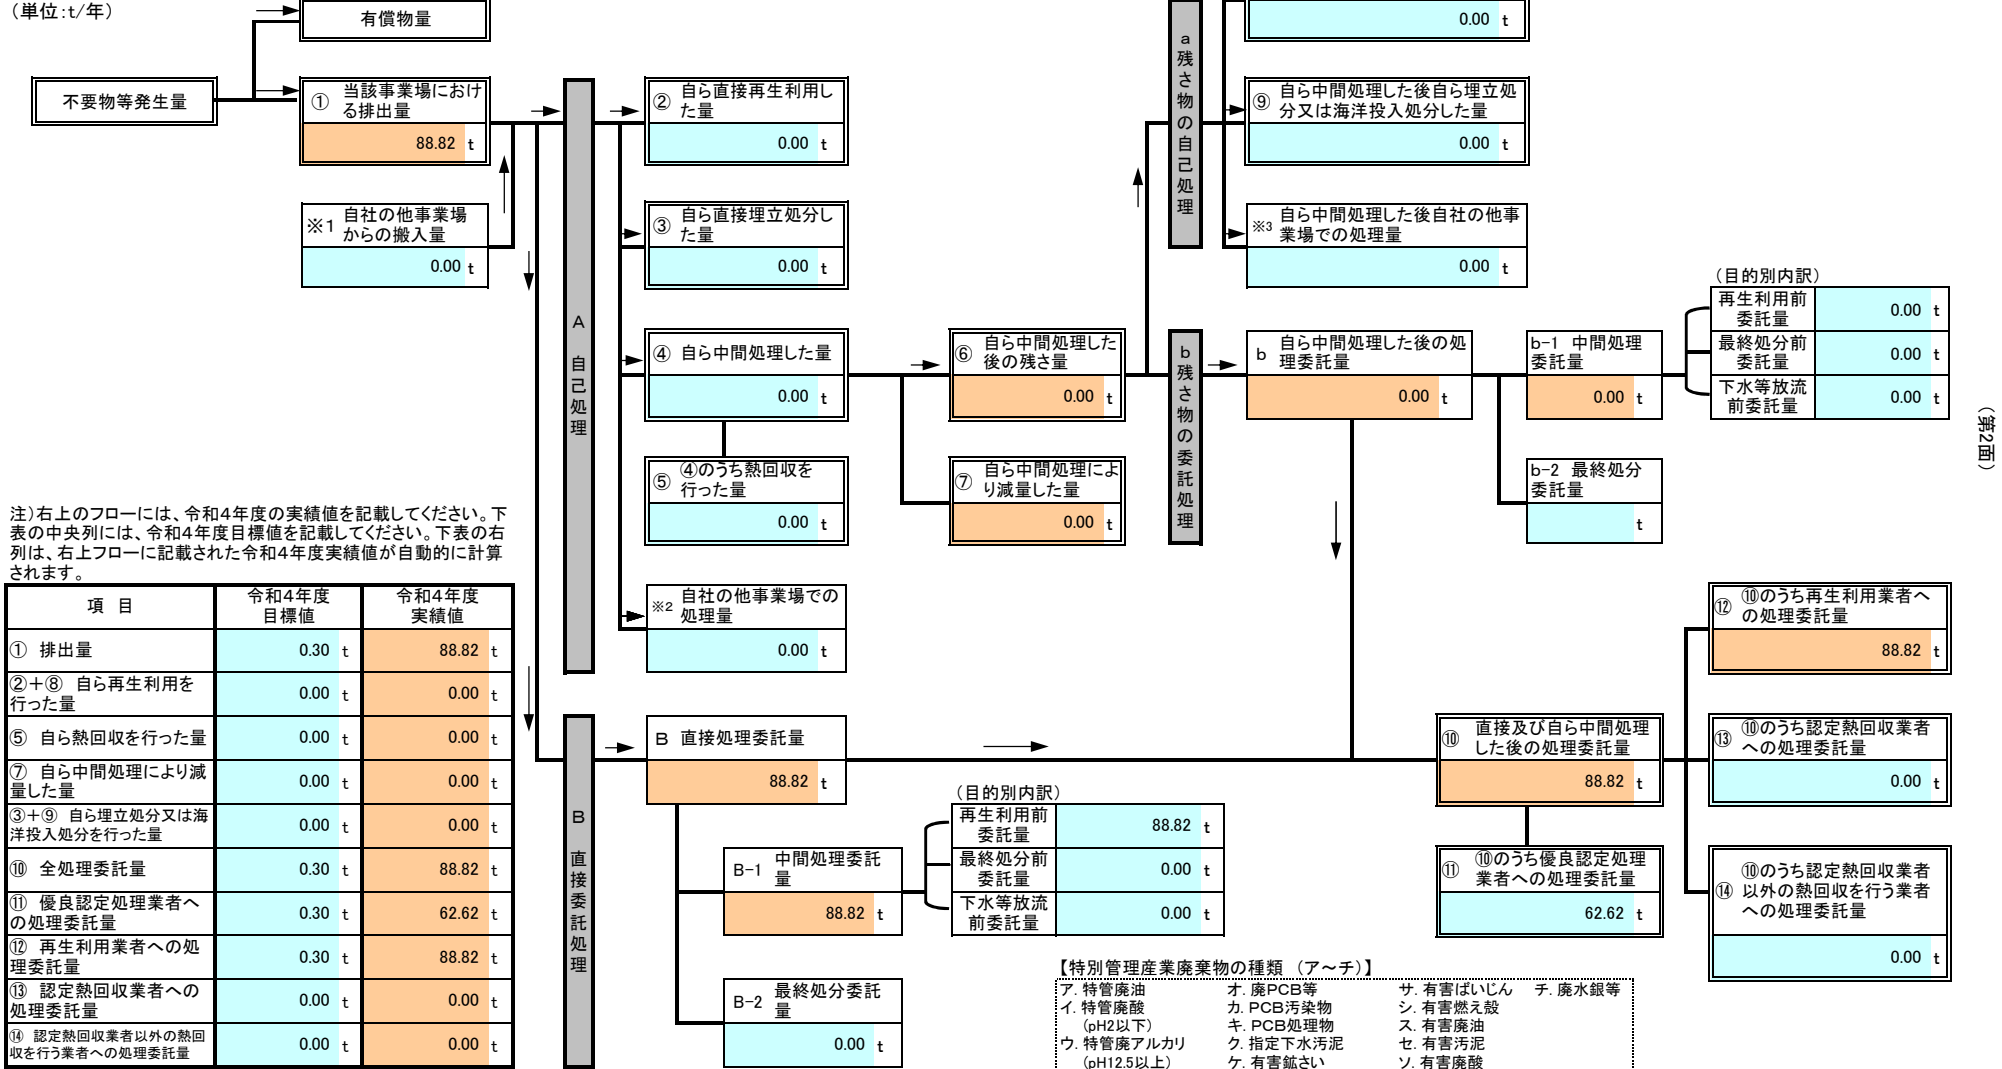 （単位:t/年）
有償物量
不要物等発生量
① 当該事業場におけ
る排出量
88.82 t
※1 自社の他事業場
からの搬入量
0.00 t
A 自己処理
② 自ら直接再生利用し
た量
0.00 t
③ 自ら直接埋立処分し
た量
0.00 t
④ 自ら中間処理した量
0.00 t
⑤ ④のうち熱回収を
行った量
0.00 t
※2 自社の他事業場での
処理量
0.00 t
⑥ 自ら中間処理した
後の残さ量
0.00 t
⑦ 自ら中間処理によ
り減量した量
0.00 t
a残さ物の自己処理
0.00 t
⑨ 自ら中間処理した後自ら埋立処
分又は海洋投入処分した量
0.00 t
※3 自ら中間処理した後自社の他事
業場での処理量
0.00 t
b残さ物の委託処理
b 自ら中間処理した後の処
理委託量
0.00 t
b-1 中間処理
委託量
0.00 t
b-2 最終処分
委託量
t
（目的別内訳）
再生利用前
委託量
0.00 t
最終処分前
委託量
0.00 t
下水等放流
前委託量
0.00 t
（第2面）
注）右上のフローには、令和４年度の実績値を記載してください。下
表の中央列には、令和４年度目標値を記載してください。下表の右
列は、右上フローに記載された令和４年度実績値が自動的に計算
されます。
項 目 令和４年度
目標値 令和４年度
実績値
① 排出量 0.30 t 88.82 t
②＋⑧ 自ら再生利用を
行った量 0.00 t 0.00 t
⑤ 自ら熱回収を行った量 0.00 t 0.00 t
⑦ 自ら中間処理により減
量した量 0.00 t 0.00 t
③＋⑨ 自ら埋立処分又は海
洋投入処分を行った量 0.00 t 0.00 t
⑩ 全処理委託量 0.30 t 88.82 t
⑪ 優良認定処理業者へ
の処理委託量 0.30 t 62.62 t
⑫ 再生利用業者への処
理委託量 0.30 t 88.82 t
⑬ 認定熱回収業者への
処理委託量 0.00 t 0.00 t
⑭ 認定熱回収業者以外の熱回
収を行う業者への処理委託量 0.00 t 0.00 t
B 直接委託処理
B 直接処理委託量
88.82 t
B-1 中間処理委託
量
88.82 t
B-2 最終処分委託
量
0.00 t
（目的別内訳）
再生利用前
委託量
88.82 t
最終処分前
委託量
0.00 t
下水等放流
前委託量
0.00 t
⑩ 直接及び自ら中間処理
した後の処理委託量
88.82 t
⑪ ⑩のうち優良認定処理
業者への処理委託量
62.62 t
⑫ ⑩のうち再生利用業者へ
の処理委託量
88.82 t
⑬ ⑩のうち認定熱回収業者
への処理委託量
0.00 t
⑭ ⑩のうち認定熱回収業者
以外の熱回収を行う業者
への処理委託量
0.00 t
【特別管理産業廃棄物の種類 （ア～チ）】
ア. 特管廃油 オ. 廃PCB等 サ. 有害ばいじん チ. 廃水銀等
イ. 特管廃酸 カ. PCB汚染物 シ. 有害燃え殻
（pH2以下） キ. PCB処理物 ス. 有害廃油
ウ. 特管廃アルカリ ク. 指定下水汚泥 セ. 有害汚泥
（pH12.5以上） ケ. 有害鉱さい ソ. 有害廃酸